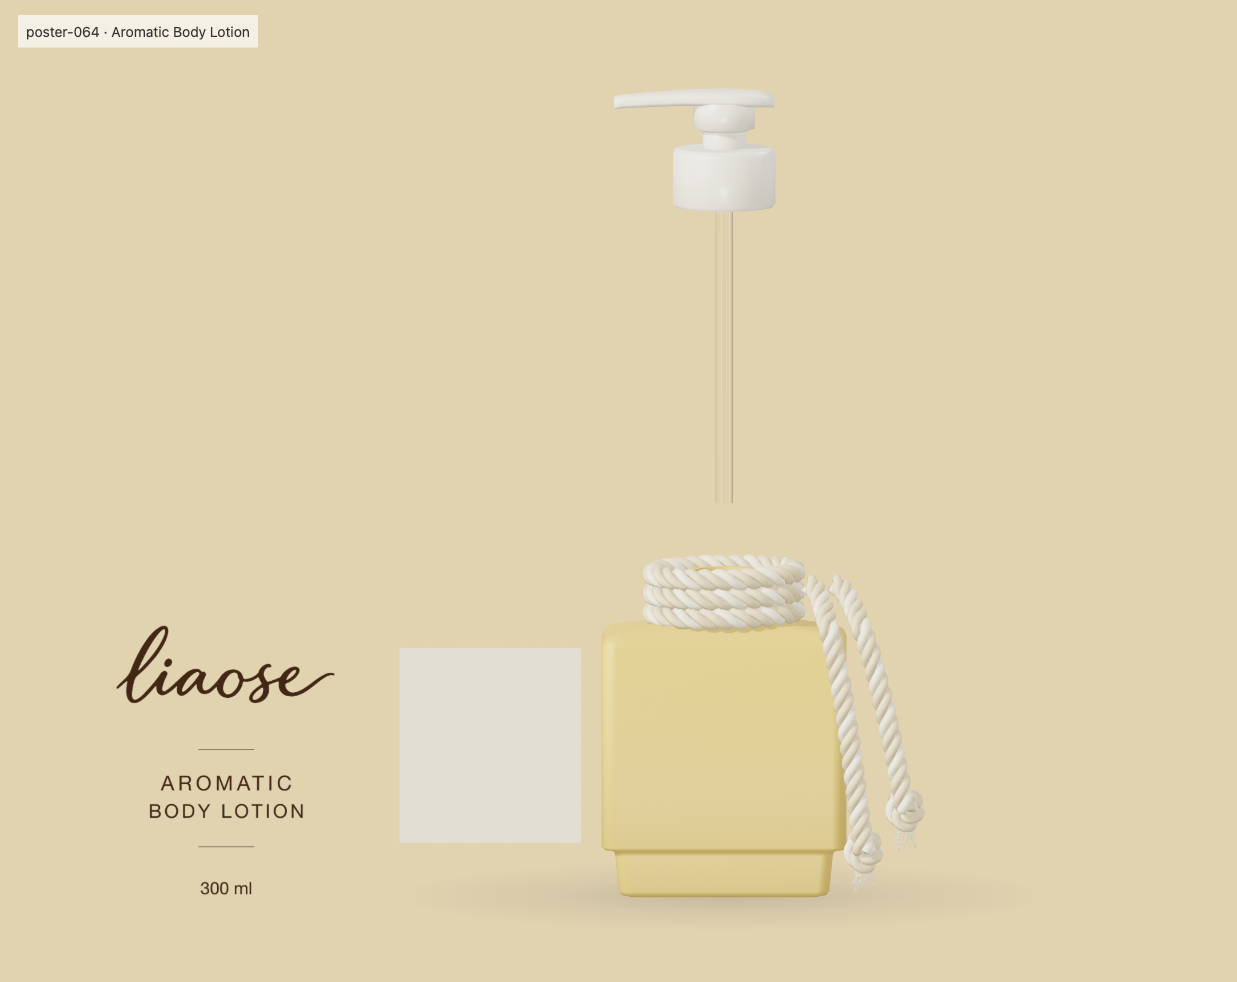 poster-064 · Aromatic Body Lotion
liaose
AROMATIC
BODY LOTION
300 ml